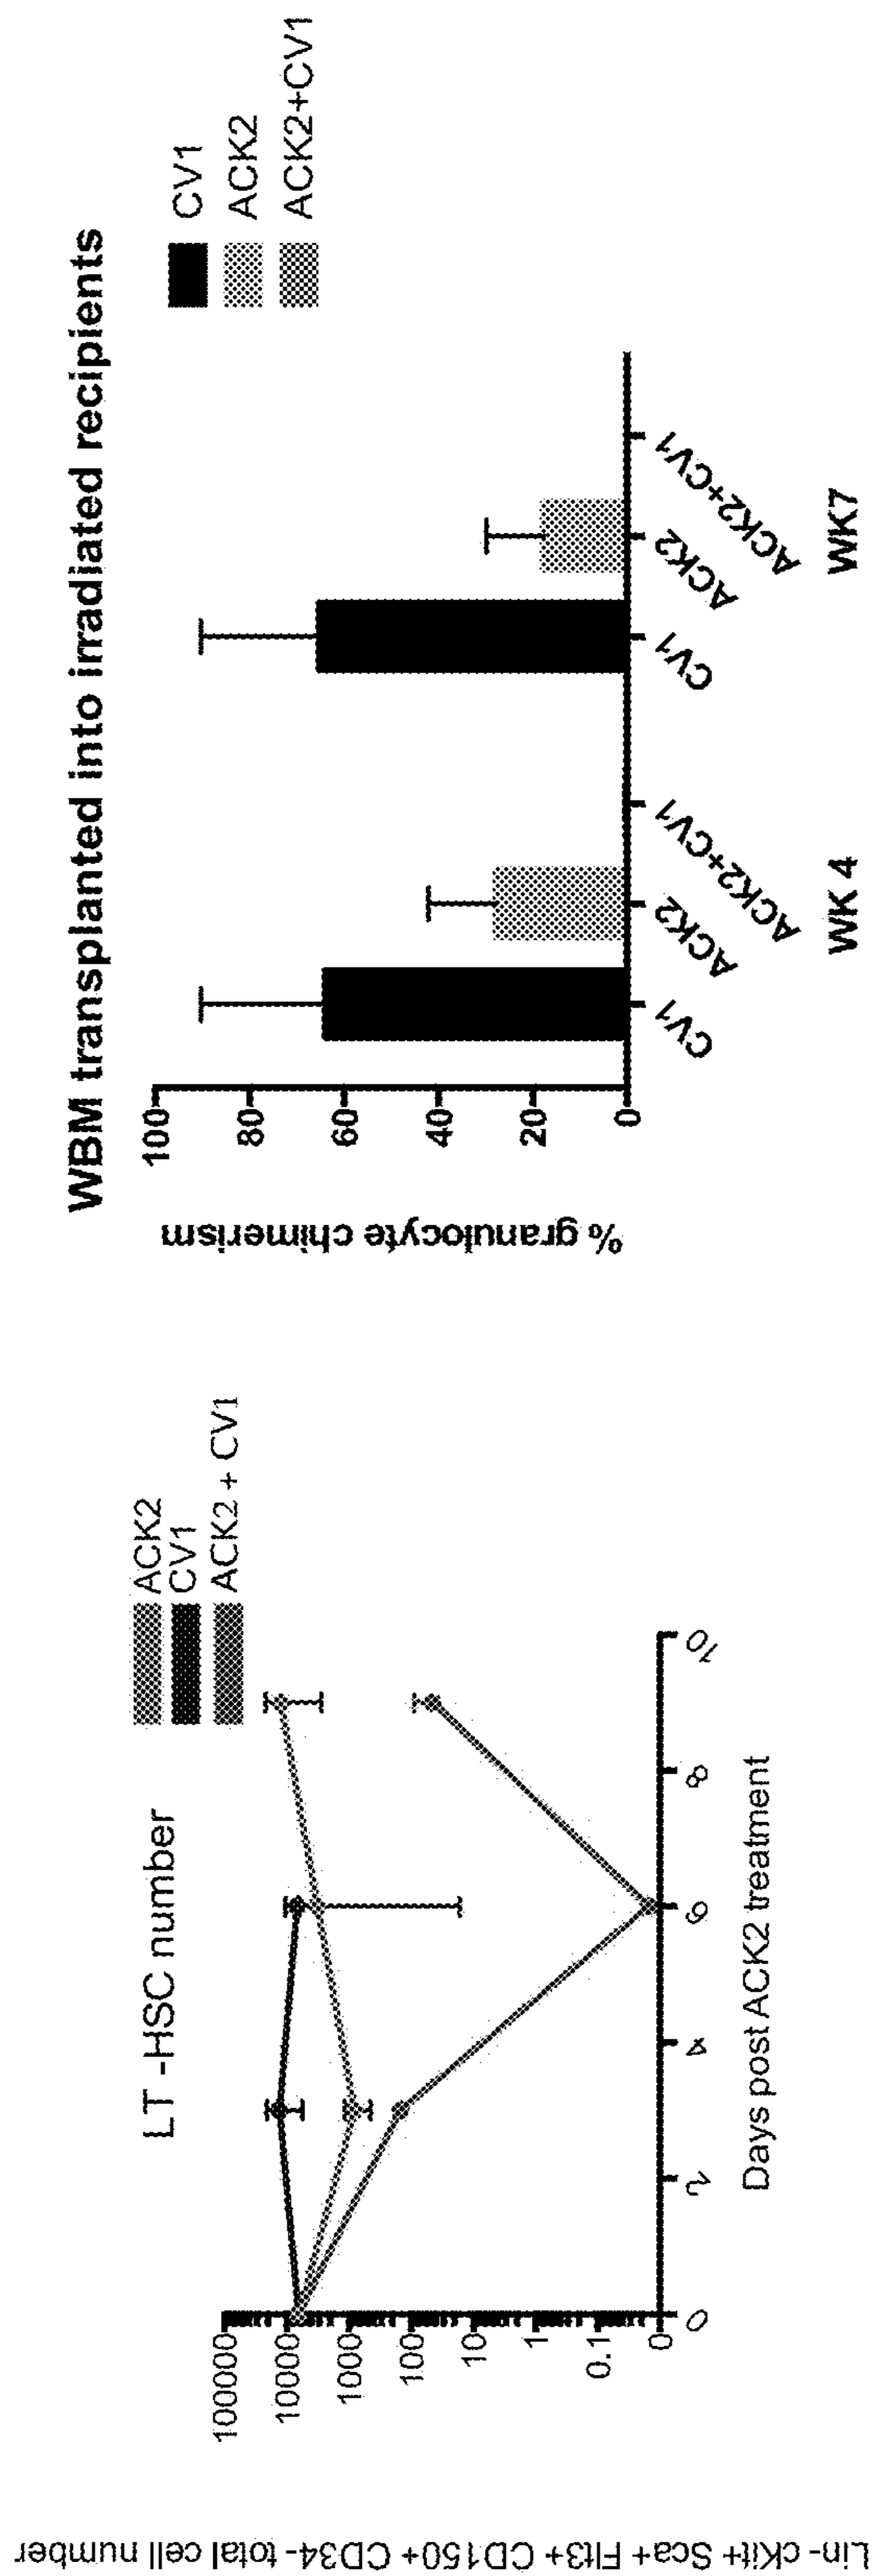 LT -HSC number
ACK2
CV1
ACK2 + CV1
Lin- cKit+ Sca+ Flt3+ CD150+ CD34- total cell number
100000
10000
1000
100
10
1
0.1
0
0 2 4 6 8 10
Days post ACK2 treatment
WBM transplanted into irradiated recipients
CV1
ACK2
ACK2+CV1
% granulocyte chimerism
100
80
60
40
20
0
CV1 ACK2 ACK2+CV1 CV1 ACK2 ACK2+CV1
WK 4 WK7